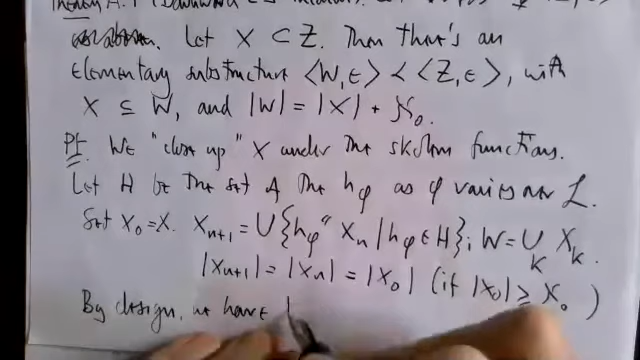 Let X ⊂ Z. Then there's an
elementary substructure ⟨W,∈⟩ ≺ ⟨Z,∈⟩, with
X ⊆ W, and |W| = |X| + ℵ₀.
Pf. We "close up" X under the skolem functions.
Let H be the set of the h_φ as φ varies over L.
Set X₀=X. X_{n+1} = ∪{h_φ" X_n | h_φ ∈ H}; W = ∪_K X_K.
|X_{n+1}| = |X_n| = |X₀| (if |X₀| ≥ ℵ₀)
By design, we have